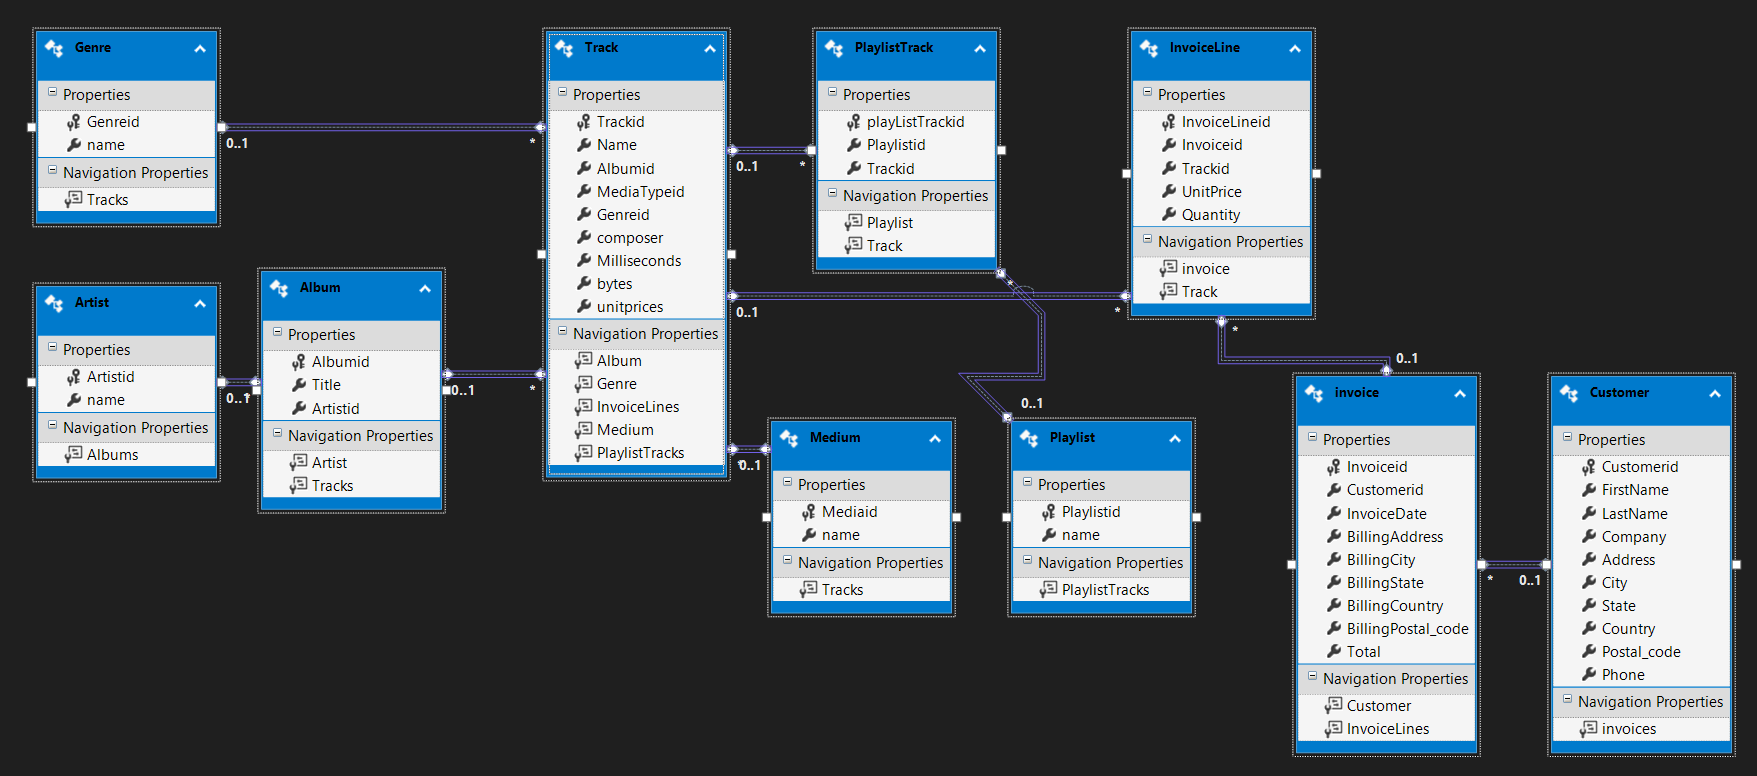 Genre
Properties
Genreid
name
Navigation Properties
Tracks
0..1
*
Track
Properties
Trackid
Name
Albumid
MediaTypeid
Genreid
composer
Milliseconds
bytes
unitprices
Navigation Properties
Album
Genre
InvoiceLines
Medium
PlaylistTracks
0..1
*
PlaylistTrack
Properties
playListTrackid
Playlistid
Trackid
Navigation Properties
Playlist
Track
0..1
*
InvoiceLine
Properties
InvoiceLineid
Invoiceid
Trackid
UnitPrice
Quantity
Navigation Properties
invoice
Track
*
0..1
Artist
Properties
Artistid
name
Navigation Properties
Albums
0..1
*
Album
Properties
Albumid
Title
Artistid
Navigation Properties
Artist
Tracks
0..1
*
*
0..1
Medium
Properties
Mediaid
name
Navigation Properties
Tracks
*
0..1
Playlist
Properties
Playlistid
name
Navigation Properties
PlaylistTracks
invoice
Properties
Invoiceid
Customerid
InvoiceDate
BillingAddress
BillingCity
BillingState
BillingCountry
BillingPostal_code
Total
Navigation Properties
Customer
InvoiceLines
*
0..1
Customer
Properties
Customerid
FirstName
LastName
Company
Address
City
State
Country
Postal_code
Phone
Navigation Properties
invoices